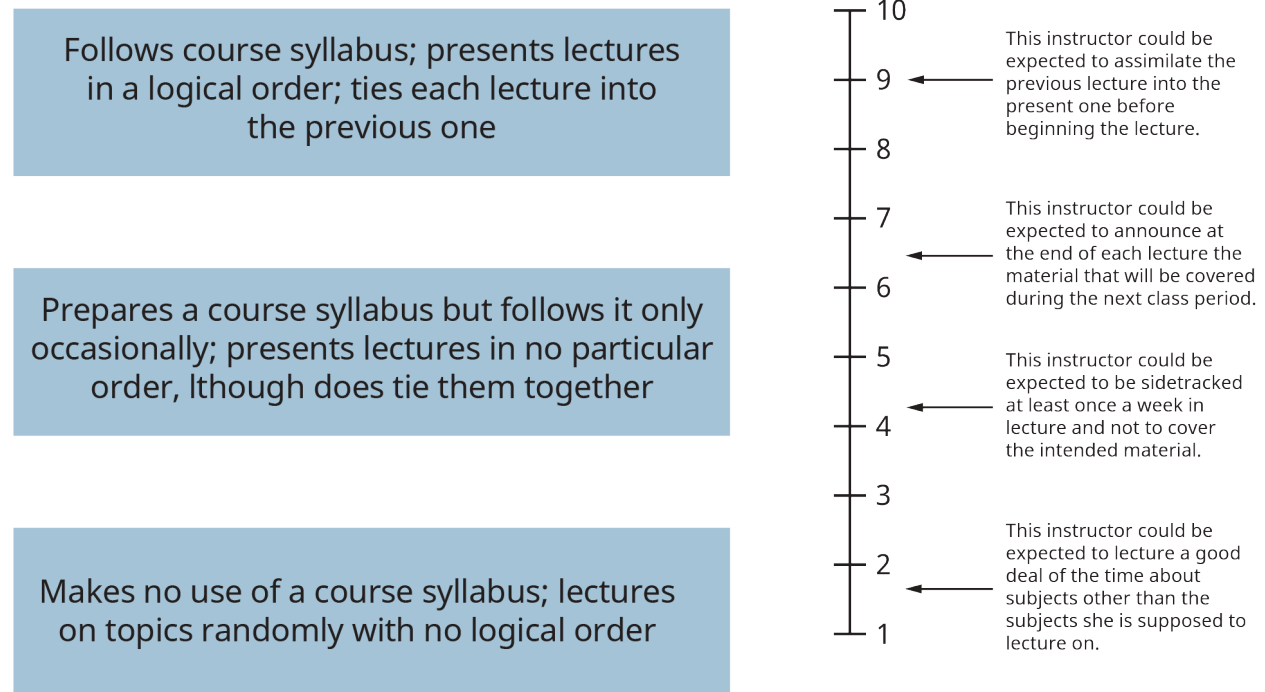 Follows course syllabus; presents lectures
in a logical order; ties each lecture into
the previous one
Prepares a course syllabus but follows it only
occasionally; presents lectures in no particular
order, lthough does tie them together
Makes no use of a course syllabus; lectures
on topics randomly with no logical order
10
9
8
7
6
5
4
3
2
1
This instructor could be
expected to assimilate the
previous lecture into the
present one before
beginning the lecture.
This instructor could be
expected to announce at
the end of each lecture the
material that will be covered
during the next class period.
This instructor could be
expected to be sidetracked
at least once a week in
lecture and not to cover
the intended material.
This instructor could be
expected to lecture a good
deal of the time about
subjects other than the
subjects she is supposed to
lecture on.